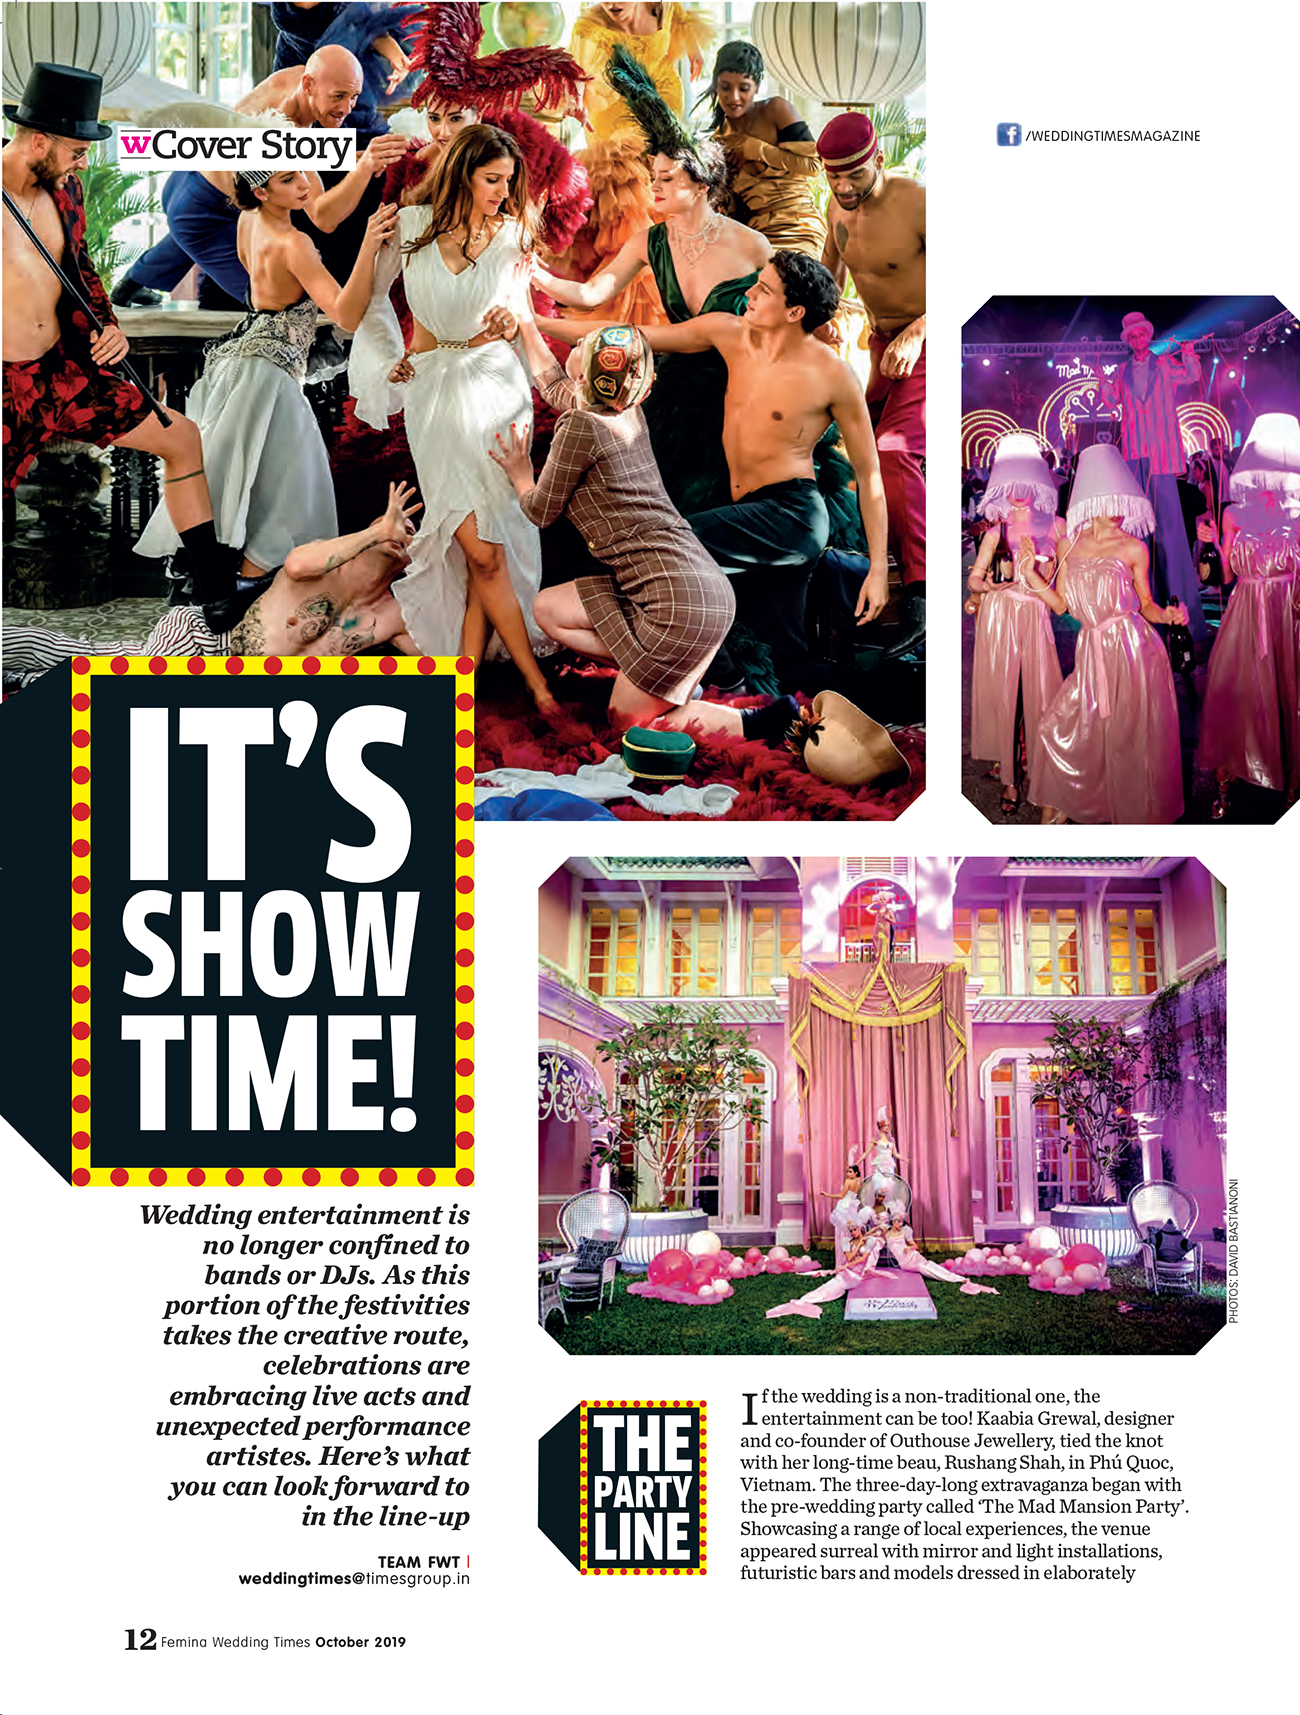 wCover Story
/WEDDINGTIMESMAGAZINE
IT'S
SHOW
TIME!
Wedding entertainment is
no longer confined to
bands or DJs. As this
portion of the festivities
takes the creative route,
celebrations are
embracing live acts and
unexpected performance
artistes. Here's what
you can look forward to
in the line-up
TEAM FWT |
weddingtimes@timesgroup.in
PHOTOS: DAVID BASTIANONI
THE
PARTY
LINE
If the wedding is a non-traditional one, the
entertainment can be too! Kaabia Grewal, designer
and co-founder of Outhouse Jewellery, tied the knot
with her long-time beau, Rushang Shah, in Phú Quoc,
Vietnam. The three-day-long extravaganza began with
the pre-wedding party called ‘The Mad Mansion Party’.
Showcasing a range of local experiences, the venue
appeared surreal with mirror and light installations,
futuristic bars and models dressed in elaborately
12 Femina Wedding Times October 2019